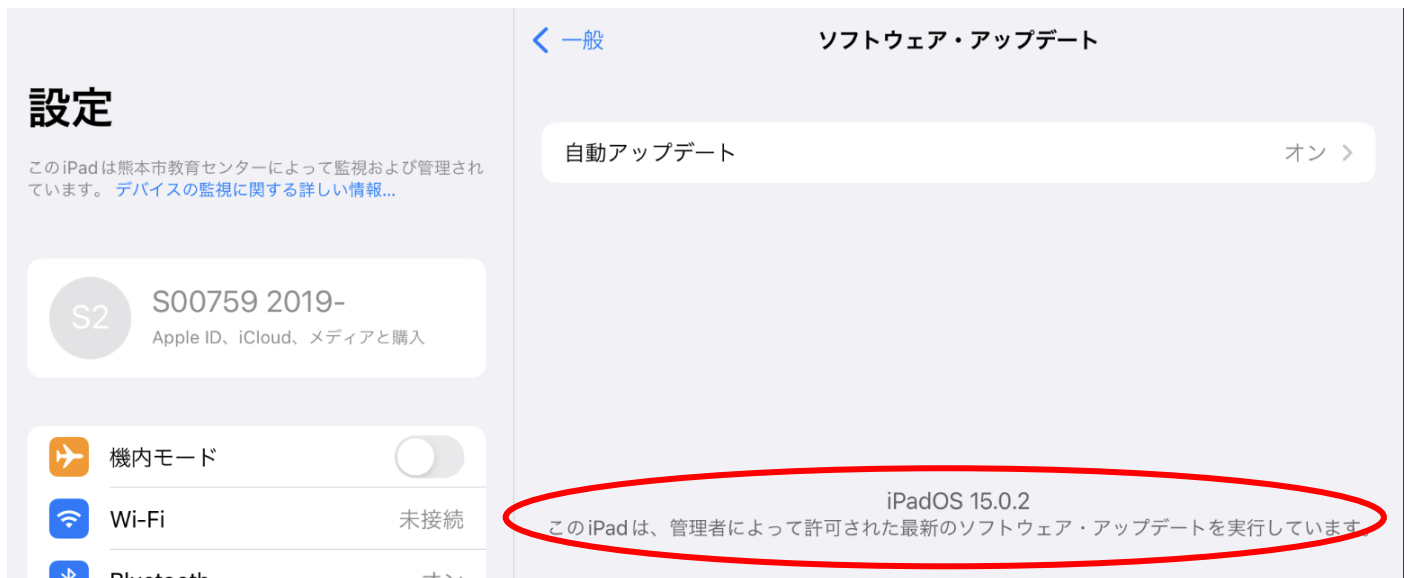 設定
このiPadは熊本市教育センターによって監視および管理され
ています。デバイスの監視に関する詳しい情報...
S2
S00759 2019-
Apple ID、iCloud、メディアと購入
機内モード
Wi-Fi 未接続
Bluetooth オン
一般
ソフトウェア・アップデート
自動アップデート オン
iPadOS 15.0.2
このiPadは、管理者によって許可された最新のソフトウェア・アップデートを実行しています。